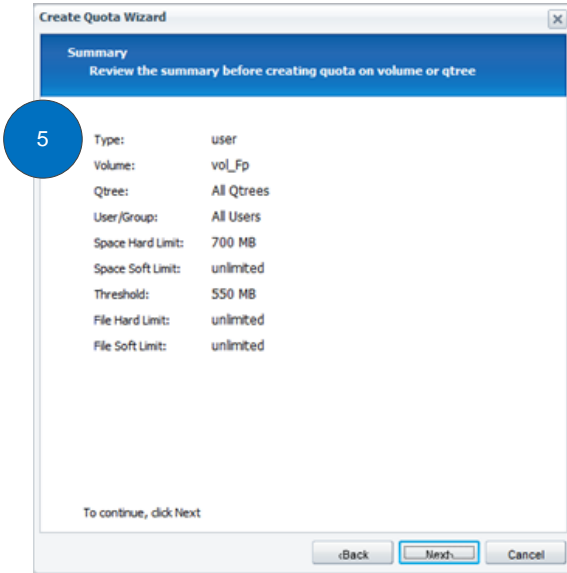 Create Quota Wizard
Summary
Review the summary before creating quota on volume or qtree
5
Type: user
Volume: vol_Fp
Qtree: All Qtrees
User/Group: All Users
Space Hard Limit: 700 MB
Space Soft Limit: unlimited
Threshold: 550 MB
File Hard Limit: unlimited
File Soft Limit: unlimited
To continue, click Next
‹Back Next› Cancel